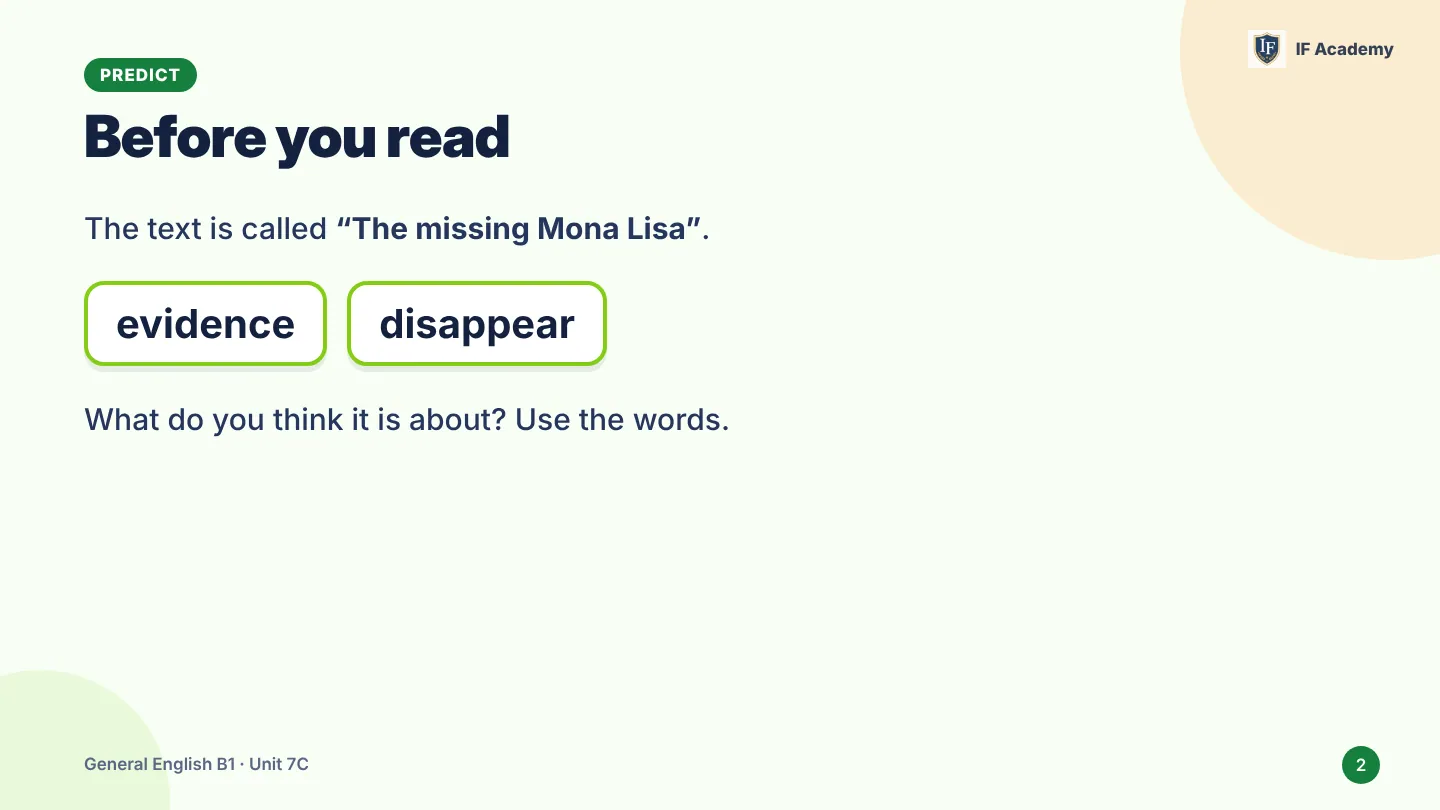 IF Academy
PREDICT
Before you read
The text is called “The missing Mona Lisa”.
evidence disappear
What do you think it is about? Use the words.
General English B1 · Unit 7C
2